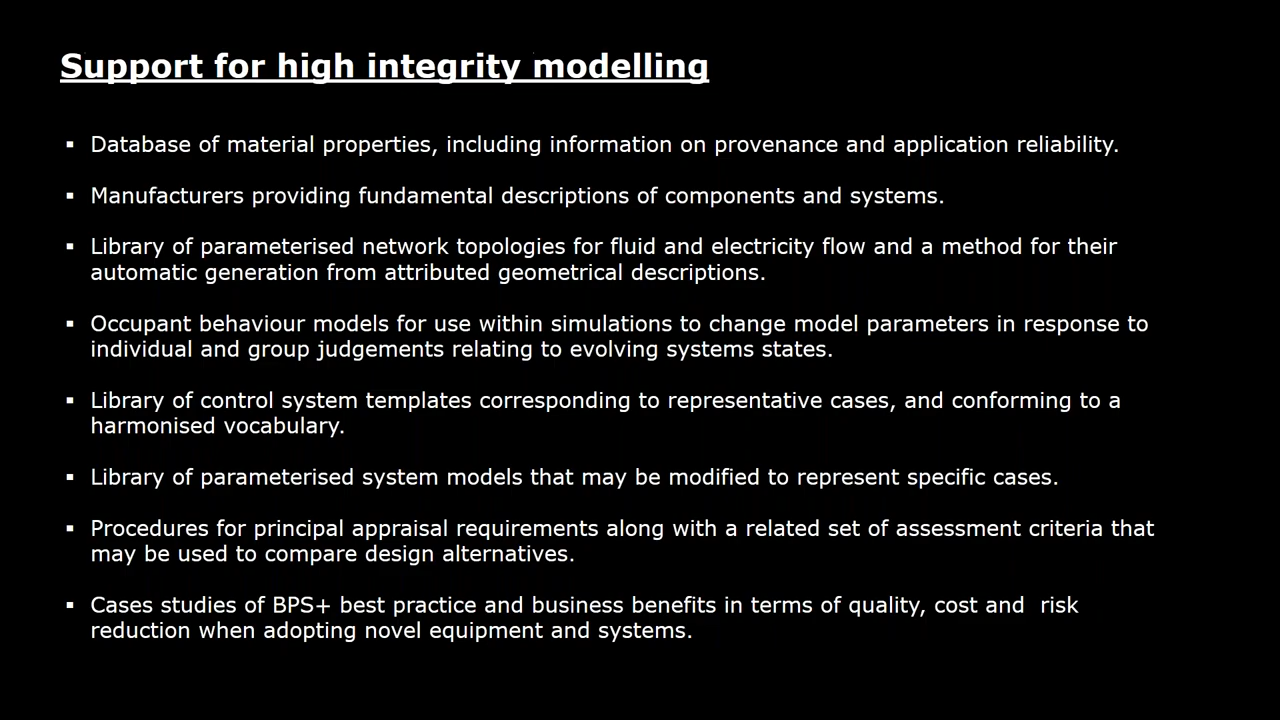 Support for high integrity modelling
▪ Database of material properties, including information on provenance and application reliability.
▪ Manufacturers providing fundamental descriptions of components and systems.
▪ Library of parameterised network topologies for fluid and electricity flow and a method for their
automatic generation from attributed geometrical descriptions.
▪ Occupant behaviour models for use within simulations to change model parameters in response to
individual and group judgements relating to evolving systems states.
▪ Library of control system templates corresponding to representative cases, and conforming to a
harmonised vocabulary.
▪ Library of parameterised system models that may be modified to represent specific cases.
▪ Procedures for principal appraisal requirements along with a related set of assessment criteria that
may be used to compare design alternatives.
▪ Cases studies of BPS+ best practice and business benefits in terms of quality, cost and  risk
reduction when adopting novel equipment and systems.